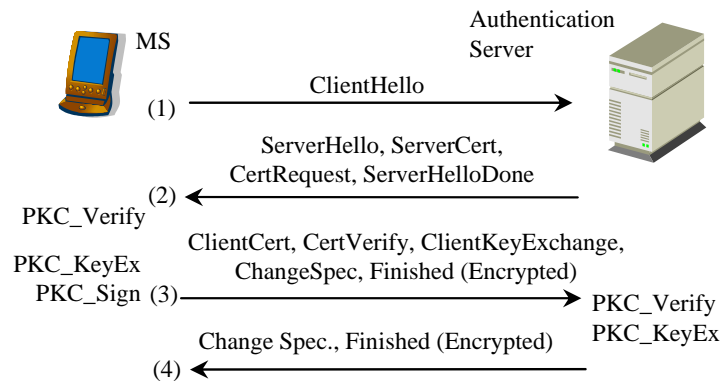 MS
Authentication
Server
ClientHello
(1)
ServerHello, ServerCert,
CertRequest, ServerHelloDone
(2)
PKC_Verify
ClientCert, CertVerify, ClientKeyExchange,
ChangeSpec, Finished (Encrypted)
PKC_KeyEx
PKC_Sign
(3)
PKC_Verify
PKC_KeyEx
Change Spec., Finished (Encrypted)
(4)